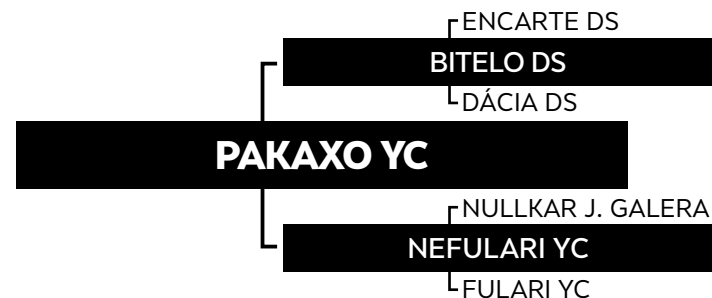 ENCARTE DS
BITELO DS
DÁCIA DS
PAKAXO YC
NULLKAR J. GALERA
NEFULARI YC
FULARI YC